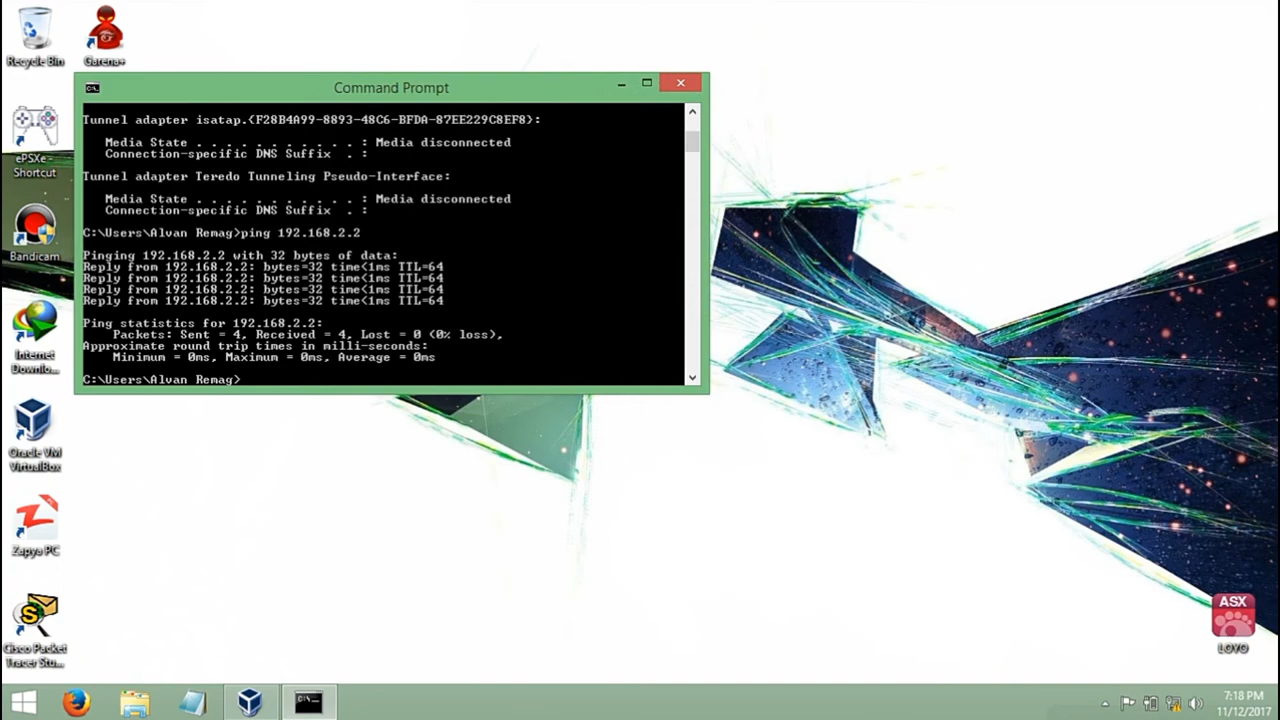 Recycle Bin
Garena+
ePSXe - 
Shortcut
Bandicam
Internet
Downlo...
Oracle VM
VirtualBox
Zapya PC
Cisco Packet
Tracer Stu...
Command Prompt
Tunnel adapter isatap.{F28B4A99-8893-48C6-BFDA-87EE229C8EF8}:
Media State . . . . . . . . . . . : Media disconnected
Connection-specific DNS Suffix  . :
Tunnel adapter Teredo Tunneling Pseudo-Interface:
Media State . . . . . . . . . . . : Media disconnected
Connection-specific DNS Suffix  . :
C:\Users\Alvan Remag>ping 192.168.2.2
Pinging 192.168.2.2 with 32 bytes of data:
Reply from 192.168.2.2: bytes=32 time<1ms TTL=64
Reply from 192.168.2.2: bytes=32 time<1ms TTL=64
Reply from 192.168.2.2: bytes=32 time<1ms TTL=64
Reply from 192.168.2.2: bytes=32 time<1ms TTL=64
Ping statistics for 192.168.2.2:
Packets: Sent = 4, Received = 4, Lost = 0 (0% loss),
Approximate round trip times in milli-seconds:
Minimum = 0ms, Maximum = 0ms, Average = 0ms
C:\Users\Alvan Remag>
ASX
LOVO
7:18 PM
11/12/2017